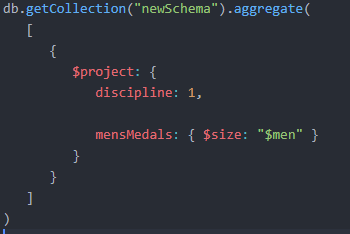 db.getCollection("newSchema").aggregate(
[
{
$project: {
discipline: 1,
mensMedals: { $size: "$men" }
}
}
]
)